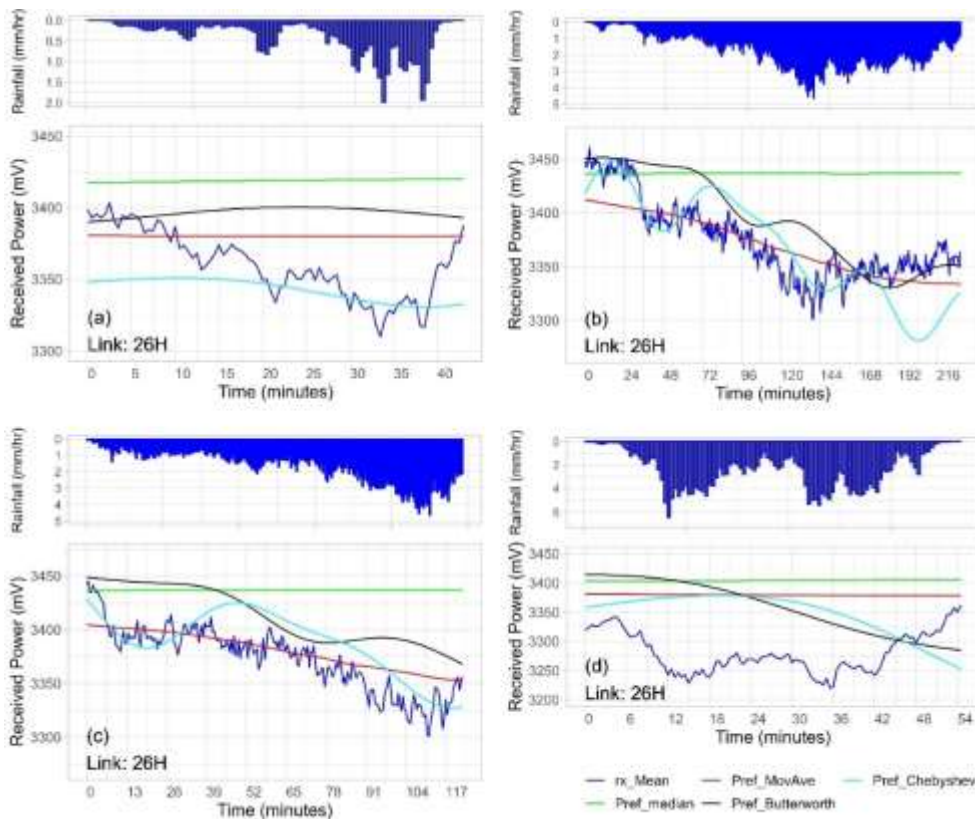 Rainfall (mm/hr)
0.0
0.5
1.0
1.5
2.0
Received Power (mV)
3450
3400
3350
3300
(a)
Link: 26H
0 5 10 15 20 25 30 35 40
Time (minutes)
Rainfall (mm/hr)
0
1
2
3
4
5
Received Power (mV)
3450
3400
3350
3300
(b)
Link: 26H
0 24 48 72 96 120 144 168 192 216
Time (minutes)
Rainfall (mm/hr)
0
1
2
3
4
5
Received Power (mV)
3450
3400
3350
3300
(c)
Link: 26H
0 13 26 39 52 65 78 91 104 117
Time (minutes)
Rainfall (mm/hr)
0
2
4
6
Received Power (mV)
3450
3400
3350
3300
3250
3200
(d)
Link: 26H
0 6 12 18 24 30 36 42 48 54
Time (minutes)
rx_Mean Pref_MovAve Pref_Chebyshev
Pref_median Pref_Butterworth